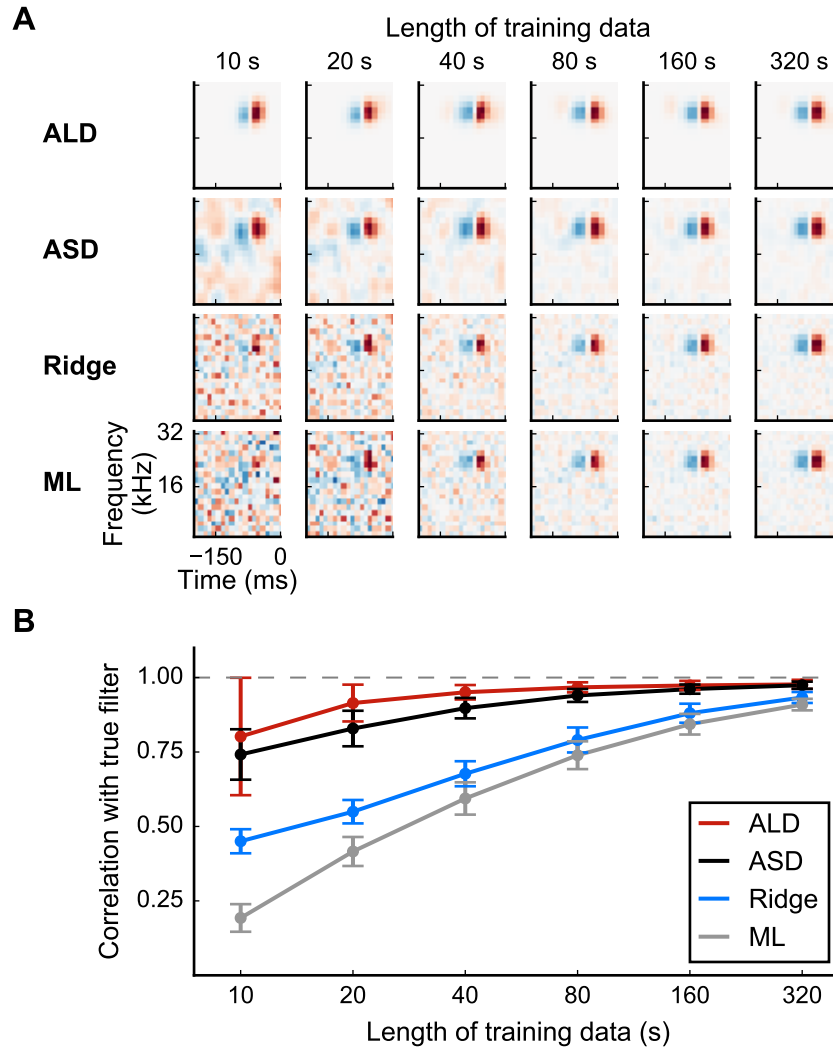 A
Length of training data
10 s 20 s 40 s 80 s 160 s 320 s
ALD
ASD
Ridge
ML
Frequency
(kHz)
32
16
−150 0
Time (ms)
B
Correlation with true filter
1.00
0.75
0.50
0.25
10 20 40 80 160 320
Length of training data (s)
ALD
ASD
Ridge
ML